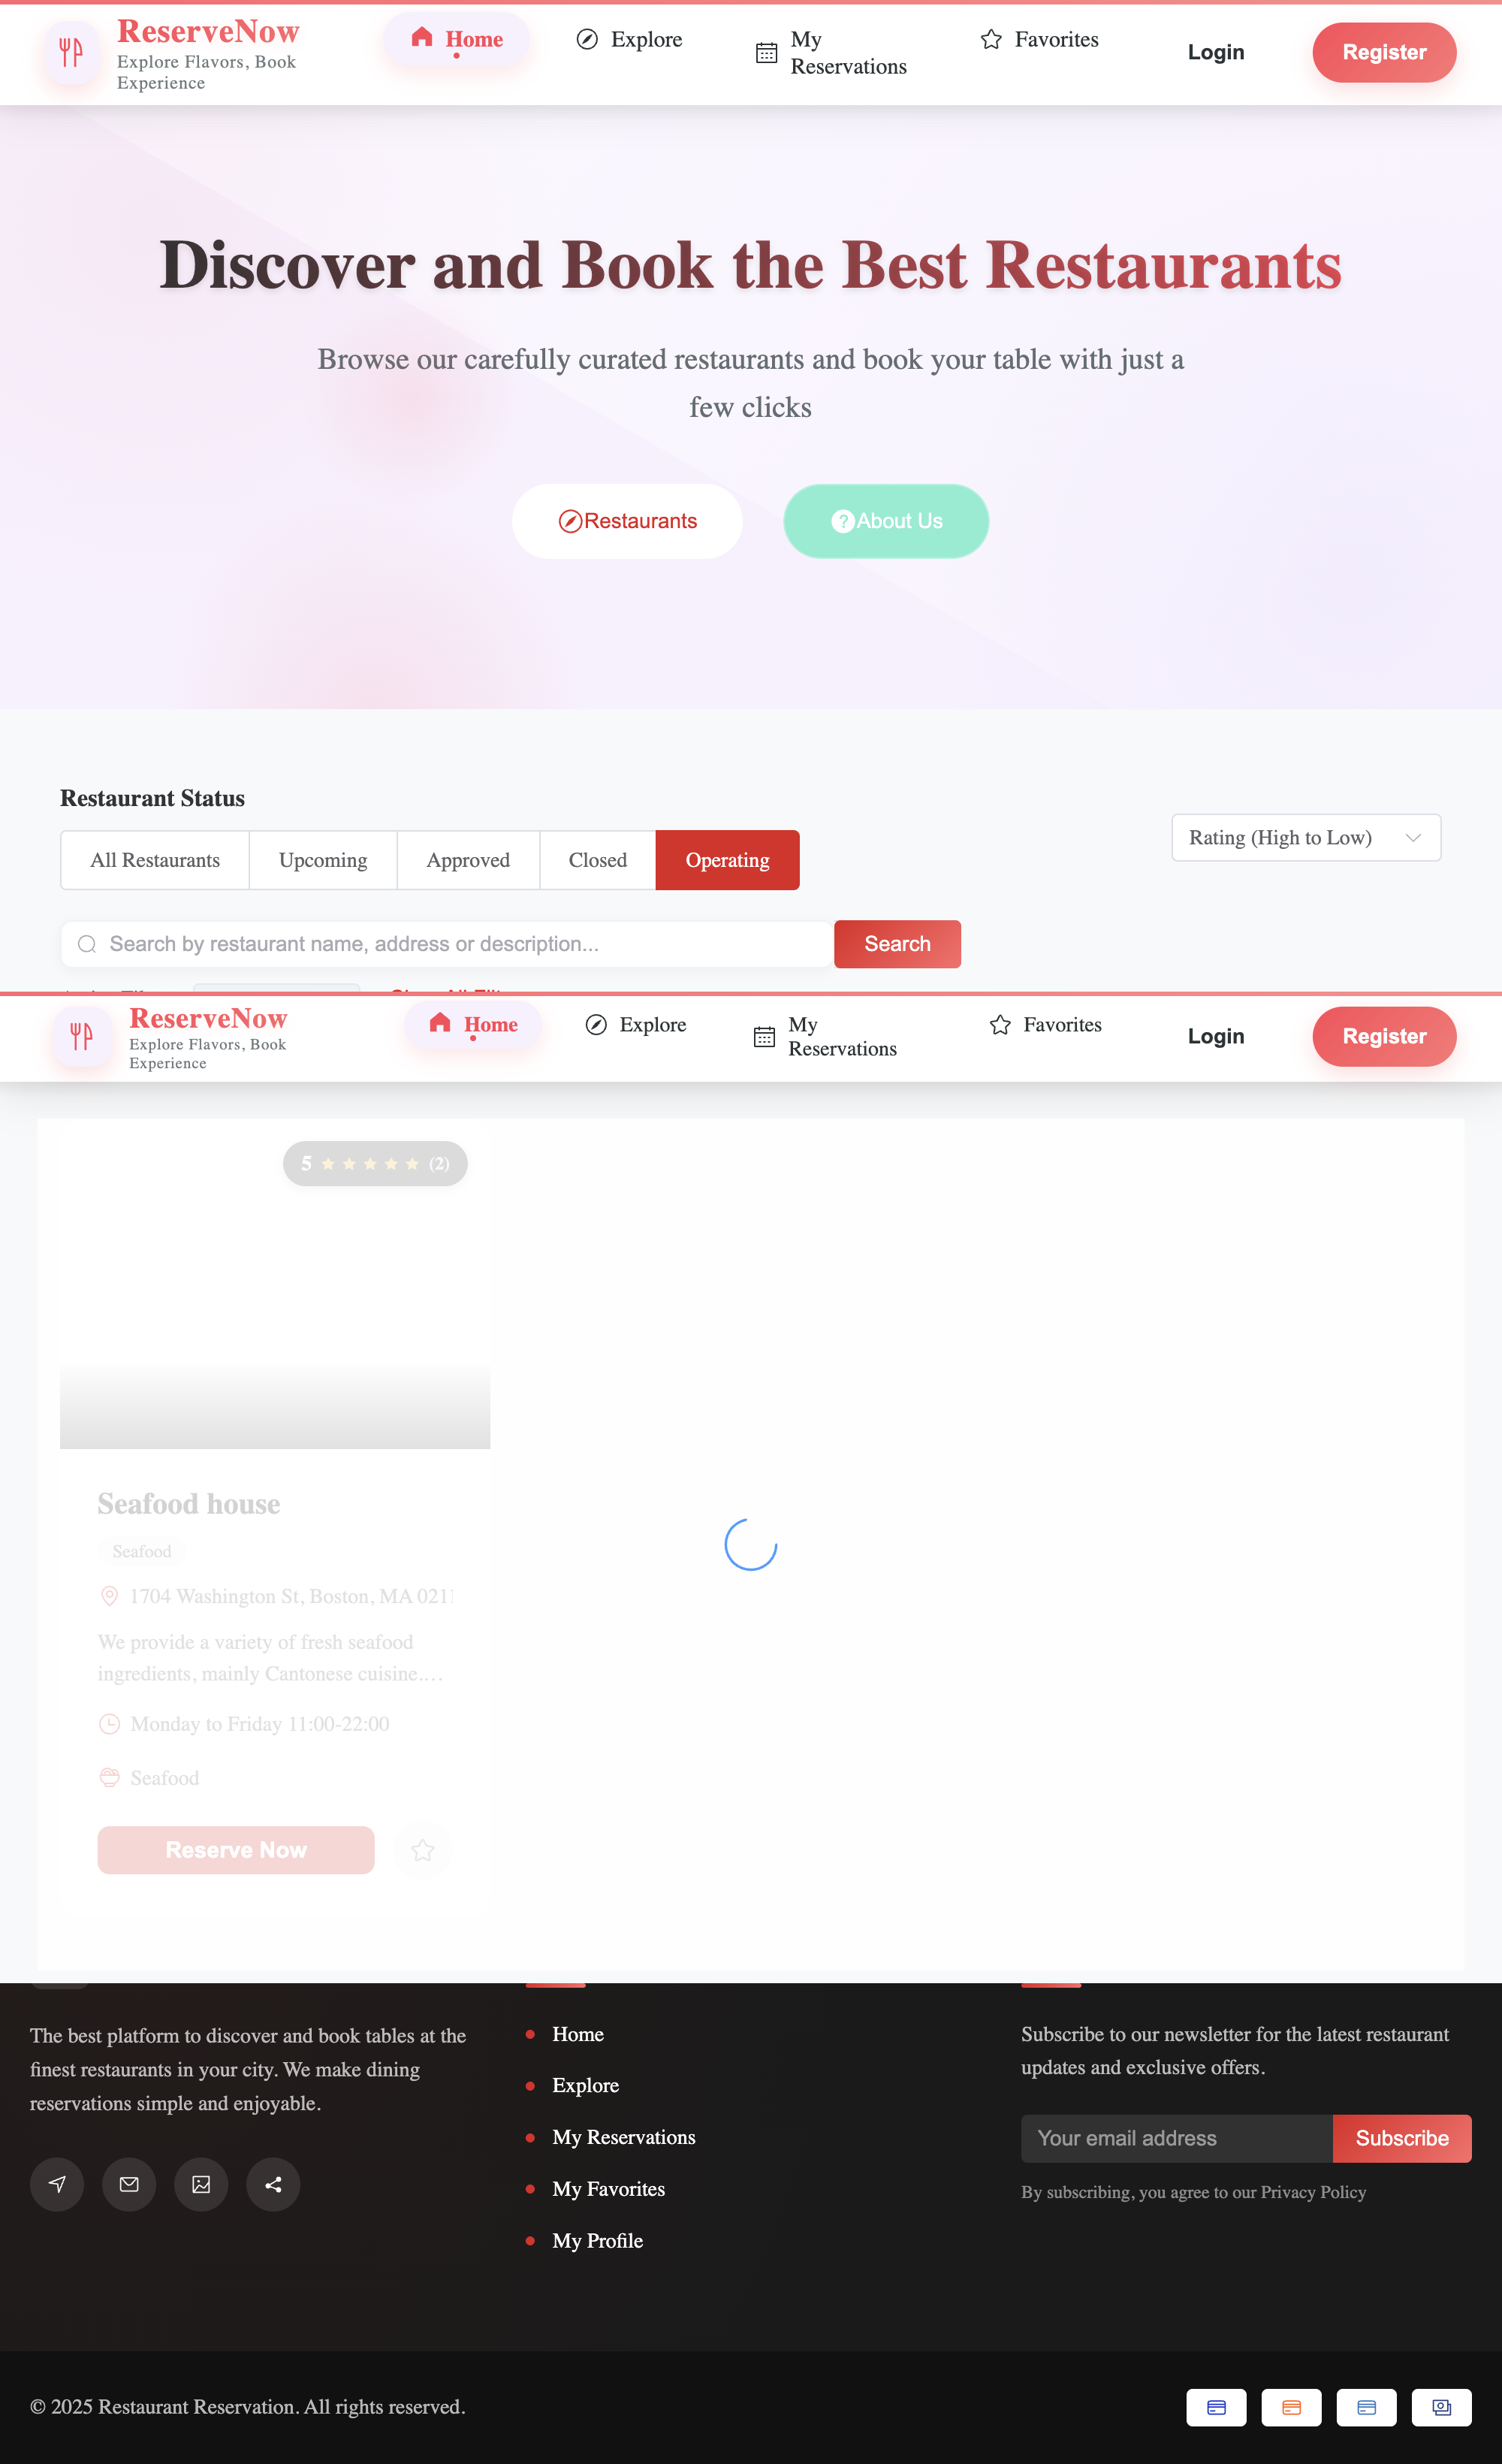 ReserveNow
Explore Flavors, Book
Experience
Home
Explore
My
Reservations
Favorites
Login
Register
Discover and Book the Best Restaurants
Browse our carefully curated restaurants and book your table with just a
few clicks
Restaurants
About Us
Restaurant Status
All Restaurants
Upcoming
Approved
Closed
Operating
Rating (High to Low)
Search by restaurant name, address or description...
Search
ReserveNow
Explore Flavors, Book
Experience
Home
Explore
My
Reservations
Favorites
Login
Register
5
(2)
Seafood house
Seafood
1704 Washington St, Boston, MA 021
We provide a variety of fresh seafood
ingredients, mainly Cantonese cuisine.…
Monday to Friday 11:00-22:00
Seafood
Reserve Now
The best platform to discover and book tables at the
finest restaurants in your city. We make dining
reservations simple and enjoyable.
Home
Explore
My Reservations
My Favorites
My Profile
Subscribe to our newsletter for the latest restaurant
updates and exclusive offers.
Your email address
Subscribe
By subscribing, you agree to our Privacy Policy
© 2025 Restaurant Reservation. All rights reserved.